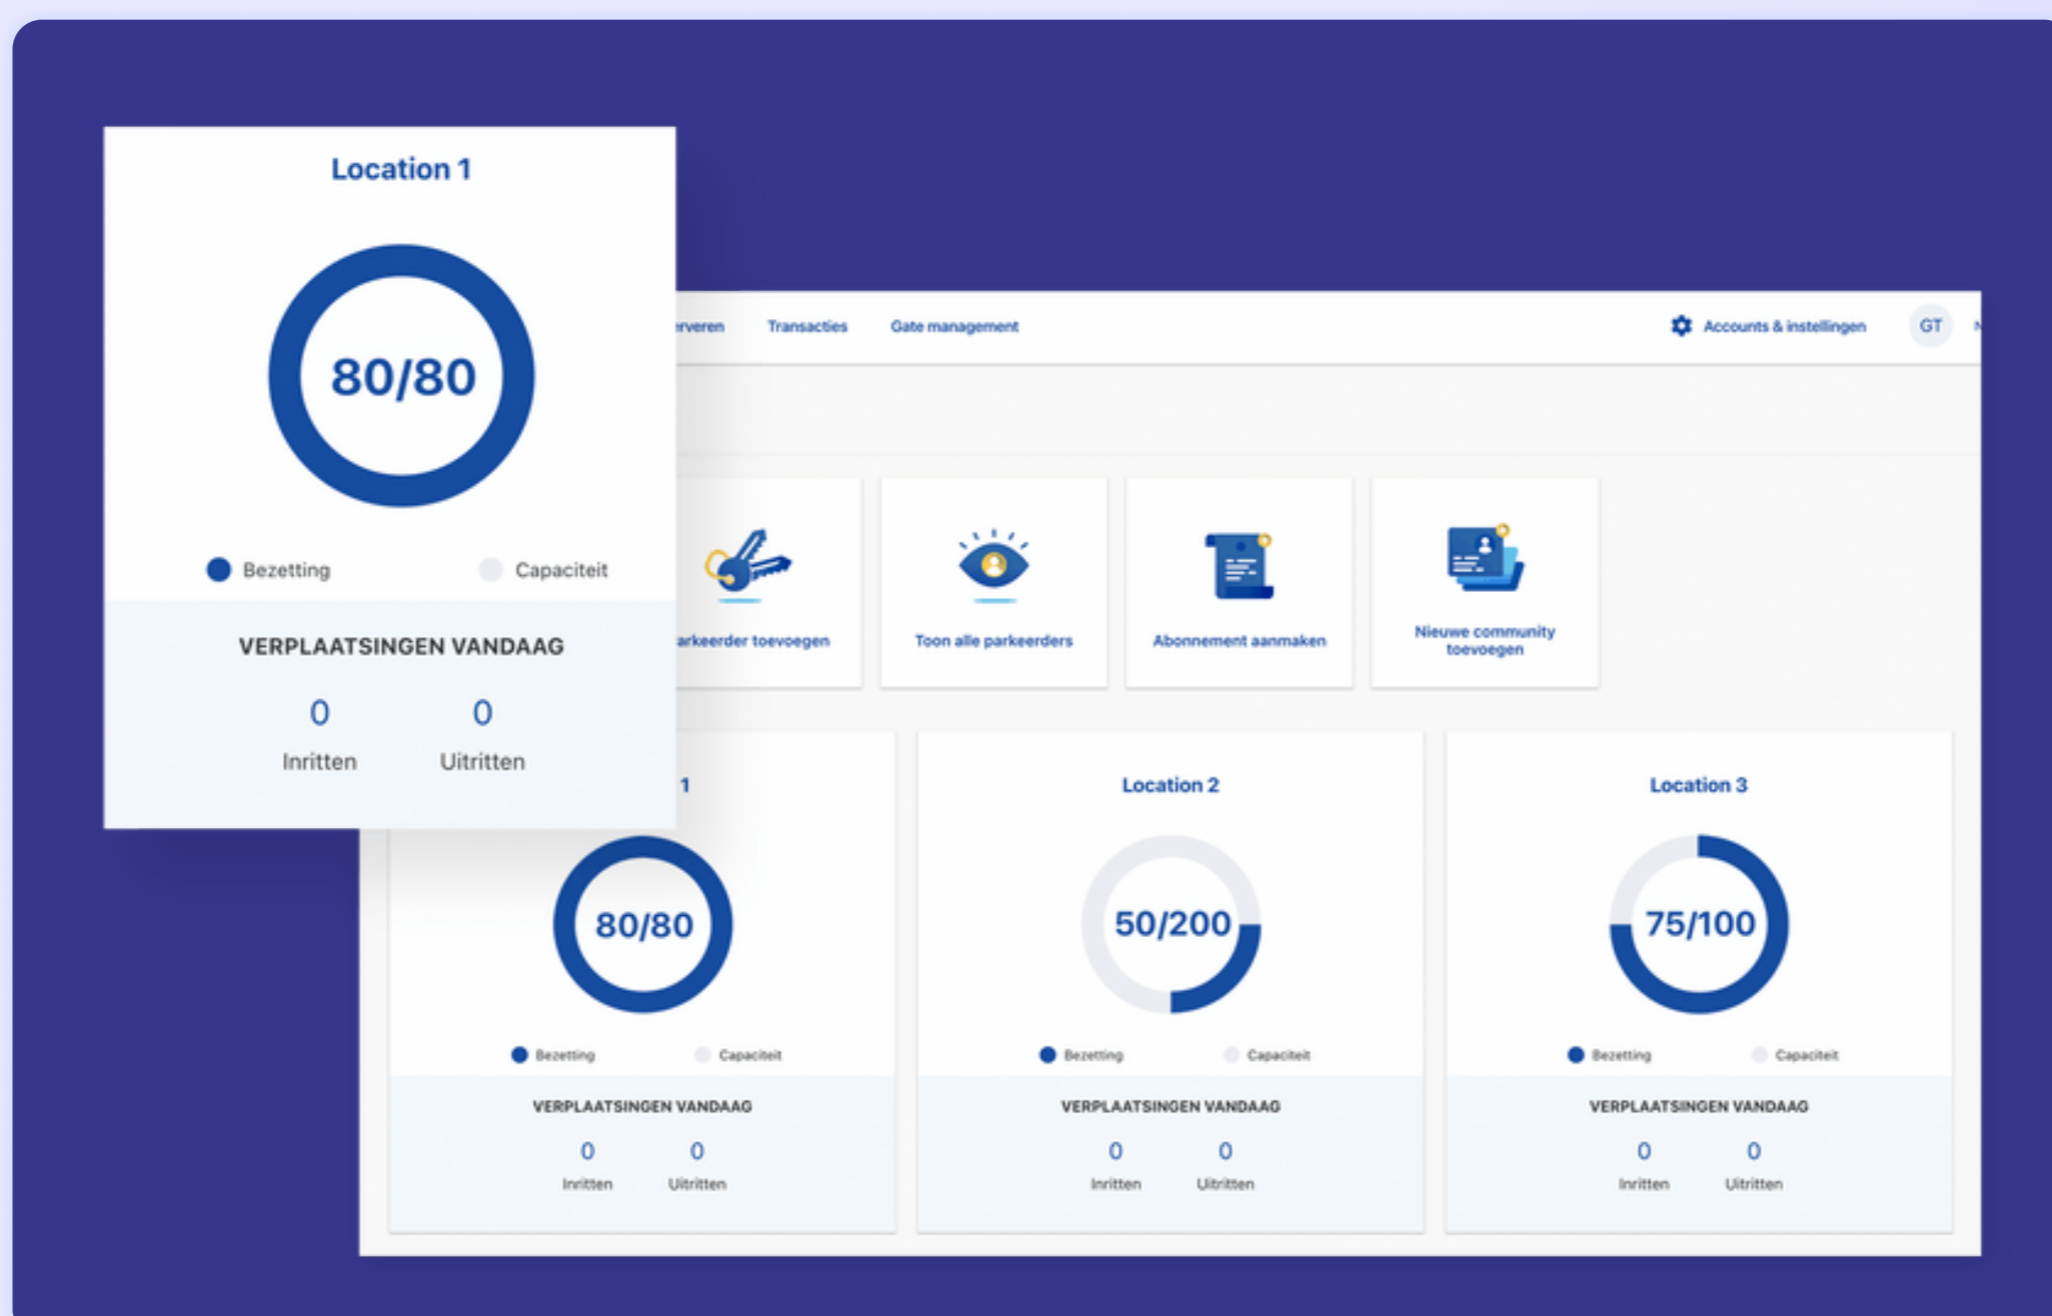 Location 1
80/80
Bezetting Capaciteit
VERPLAATSINGEN VANDAAG
0 0
Inritten Uitritten
Transacties Gate management Accounts & instellingen GT
toevoegen
Toon alle parkeerders
Abonnement aanmaken
Nieuwe community
toevoegen
1
80/80
Bezetting Capaciteit
VERPLAATSINGEN VANDAAG
0 0
Inritten Uitritten
Location 2
50/200
Bezetting Capaciteit
VERPLAATSINGEN VANDAAG
0 0
Inritten Uitritten
Location 3
75/100
Bezetting Capaciteit
VERPLAATSINGEN VANDAAG
0 0
Inritten Uitritten